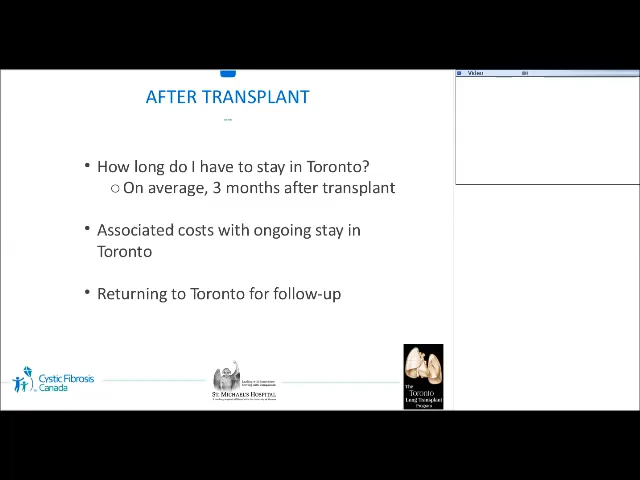 Video
AFTER TRANSPLANT
• How long do I have to stay in Toronto?
○ On average, 3 months after transplant
• Associated costs with ongoing stay in
Toronto
• Returning to Toronto for follow-up
Cystic Fibrosis
Canada
ST. MICHAEL'S HOSPITAL
The
Toronto
Lung Transplant
Program